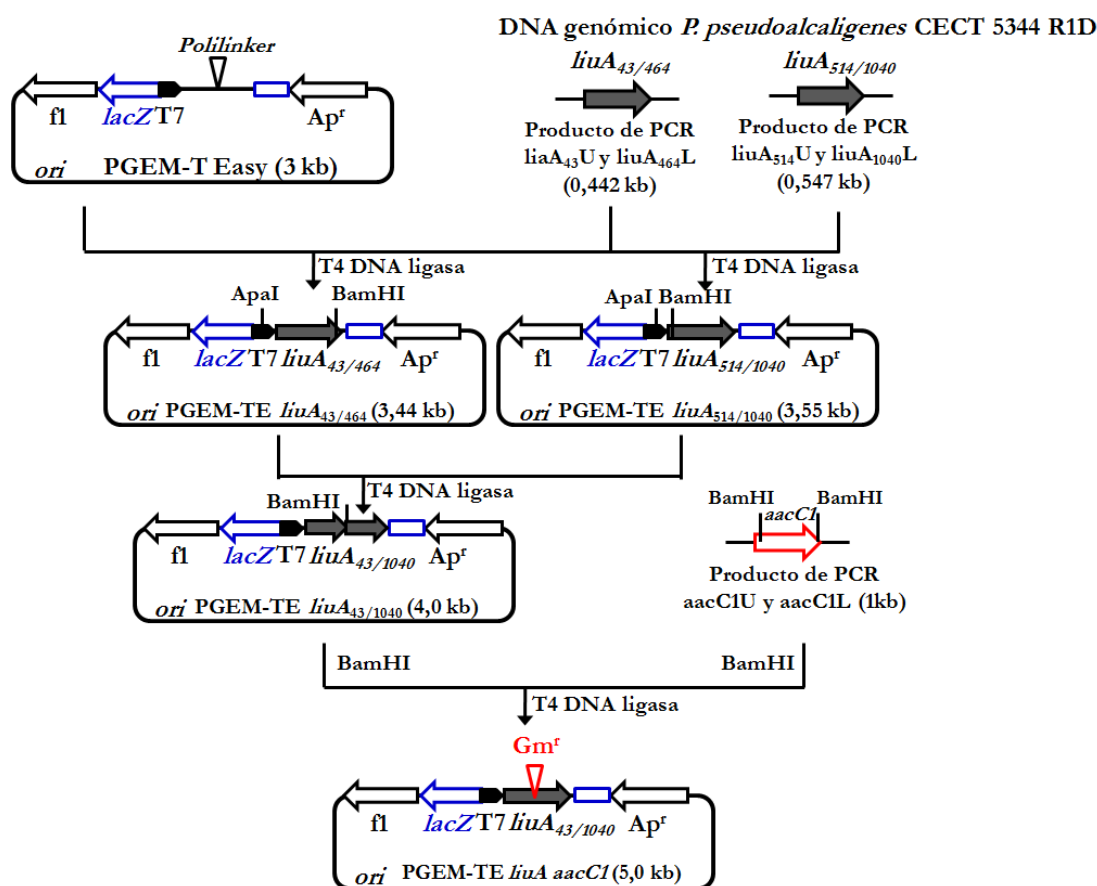 DNA genómico P. pseudoalcaligenes CECT 5344 R1D
Polilinker
f1 lacZ T7 Apr
ori PGEM-T Easy (3 kb)
liuA43/464
Producto de PCR
liaA43U y liuA464L
(0,442 kb)
liuA514/1040
Producto de PCR
liuA514U y liuA1040L
(0,547 kb)
T4 DNA ligasa
T4 DNA ligasa
ApaI BamHI
f1 lacZ T7 liuA43/464 Apr
ori PGEM-TE liuA43/464 (3,44 kb)
ApaI BamHI
f1 lacZ T7 liuA514/1040 Apr
ori PGEM-TE liuA514/1040 (3,55 kb)
T4 DNA ligasa
BamHI
f1 lacZ T7 liuA43/1040 Apr
ori PGEM-TE liuA43/1040 (4,0 kb)
BamHI BamHI
aacC1
Producto de PCR
aacC1U y aacC1L (1kb)
BamHI BamHI
T4 DNA ligasa
Gmr
f1 lacZ T7 liuA43/1040 Apr
ori PGEM-TE liuA aacC1 (5,0 kb)